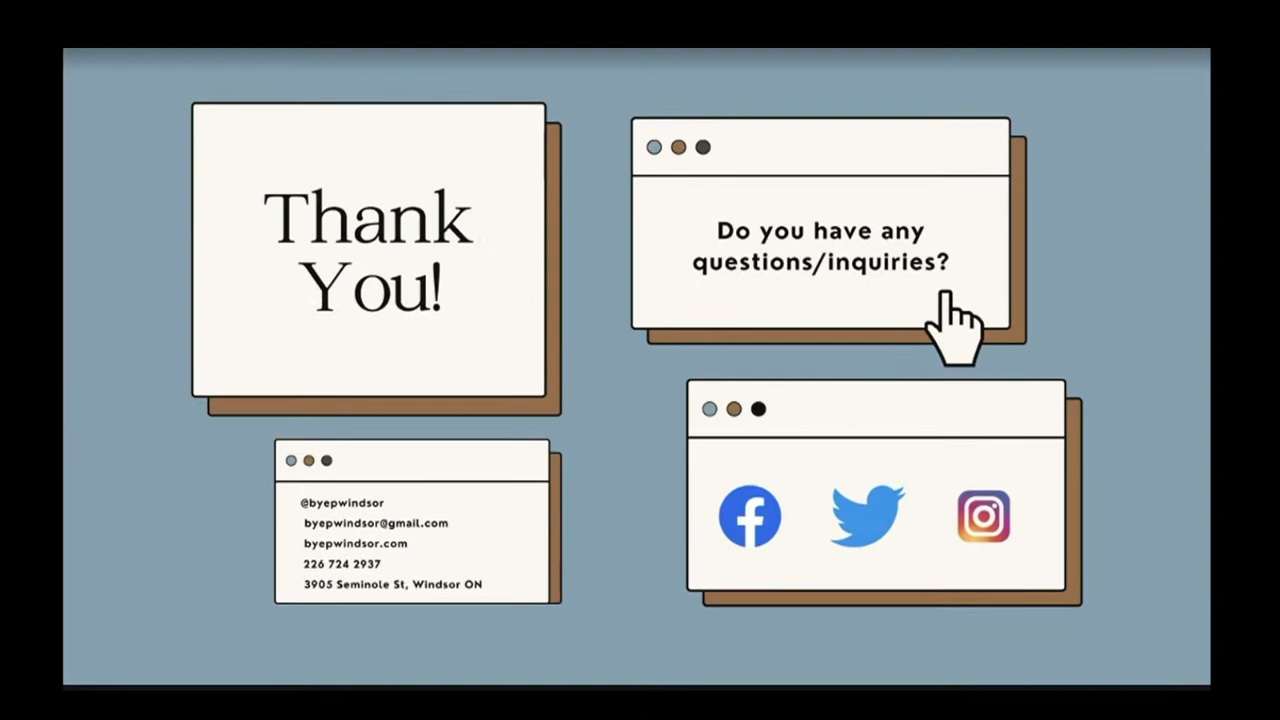 Thank
You!
Do you have any
questions/inquiries?
@byepwindsor
byepwindsor@gmail.com
byepwindsor.com
226 724 2937
3905 Seminole St, Windsor ON